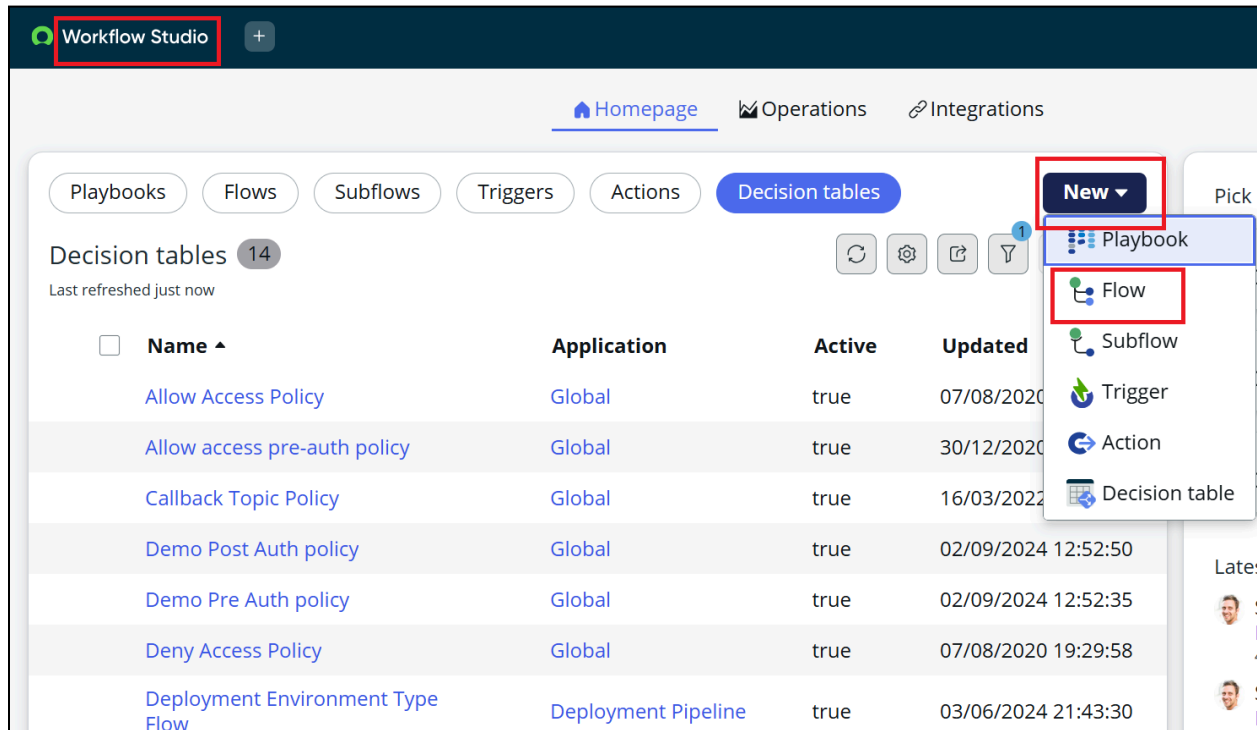 Workflow Studio +
Homepage Operations Integrations
Playbooks Flows Subflows Triggers Actions Decision tables New Pick
Decision tables 14 1 Playbook
Last refreshed just now Flow
Name Application Active Updated Subflow
Allow Access Policy Global true 07/08/2020 Trigger
Allow access pre-auth policy Global true 30/12/2020 Action
Callback Topic Policy Global true 16/03/2022 Decision table
Demo Post Auth policy Global true 02/09/2024 12:52:50
Demo Pre Auth policy Global true 02/09/2024 12:52:35
Deny Access Policy Global true 07/08/2020 19:29:58
Deployment Environment Type
Flow Deployment Pipeline true 03/06/2024 21:43:30